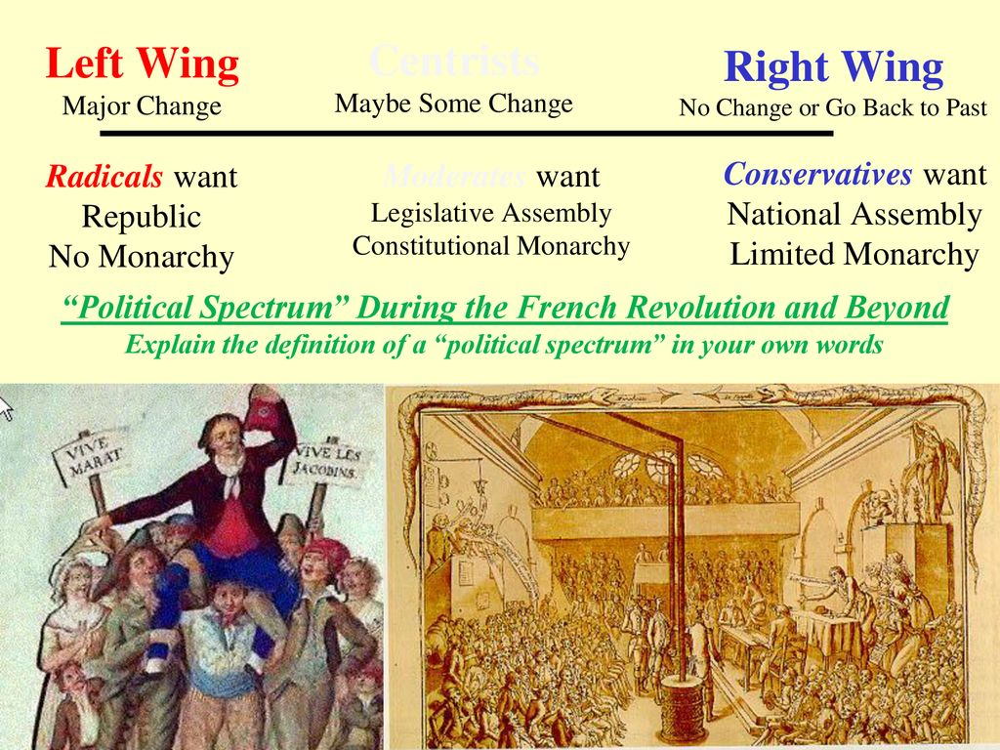 Left Wing
Major Change
Centrists
Maybe Some Change
Right Wing
No Change or Go Back to Past
Radicals want
Republic
No Monarchy
Moderates want
Legislative Assembly
Constitutional Monarchy
Conservatives want
National Assembly
Limited Monarchy
“Political Spectrum” During the French Revolution and Beyond
Explain the definition of a “political spectrum” in your own words
VIVE
MARAT
VIVE LES
JACOBINS.